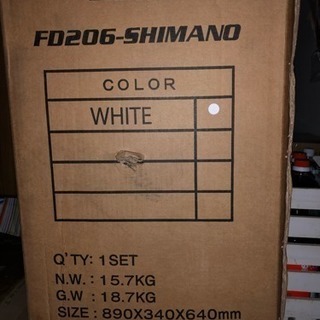 FD206-SHIMANO
COLOR
WHITE
Q'TY: 1SET
N.W. : 15.7KG
G.W : 18.7KG
SIZE : 890X340X640mm